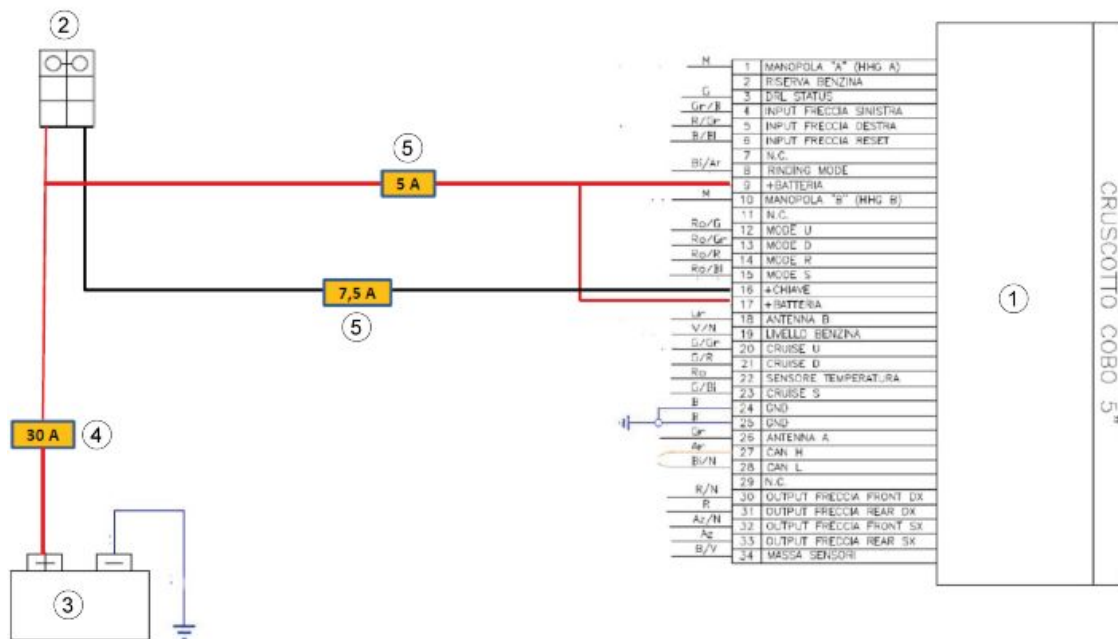 2
5
5 A
7,5 A
5
30 A
4
+
−
3
M 1 MANOPOLA "A" (HHG A)
2 RISERVA BENZINA
G 3 DRL STATUS
Gr/B 4 INPUT FRECCIA SINISTRA
R/Gr 5 INPUT FRECCIA DESTRA
B/Bl 6 INPUT FRECCIA RESET
7 N.C.
Bi/Ar 8 RINDING MODE
9 +BATTERIA
M 10 MANOPOLA "B" (HHG B)
11 N.C.
Ro/G 12 MODE U
Ro/Gr 13 MODE D
Ro/R 14 MODE R
Ro/Bl 15 MODE S
16 +CHIAVE
17 +BATTERIA
18 ANTENNA B
V/N 19 LIVELLO BENZINA
G/Gr 20 CRUISE U
G/R 21 CRUISE D
Ro 22 SENSORE TEMPERATURA
G/Bi 23 CRUISE S
B 24 GND
B 25 GND
Gr 26 ANTENNA A
Ar 27 CAN H
Bi/N 28 CAN L
29 N.C.
R/N 30 OUTPUT FRECCIA FRONT DX
R 31 OUTPUT FRECCIA REAR DX
Az/N 32 OUTPUT FRECCIA FRONT SX
Az 33 OUTPUT FRECCIA REAR SX
B/V 34 MASSA SENSORI
1
CRUSCOTTO COBO 5"